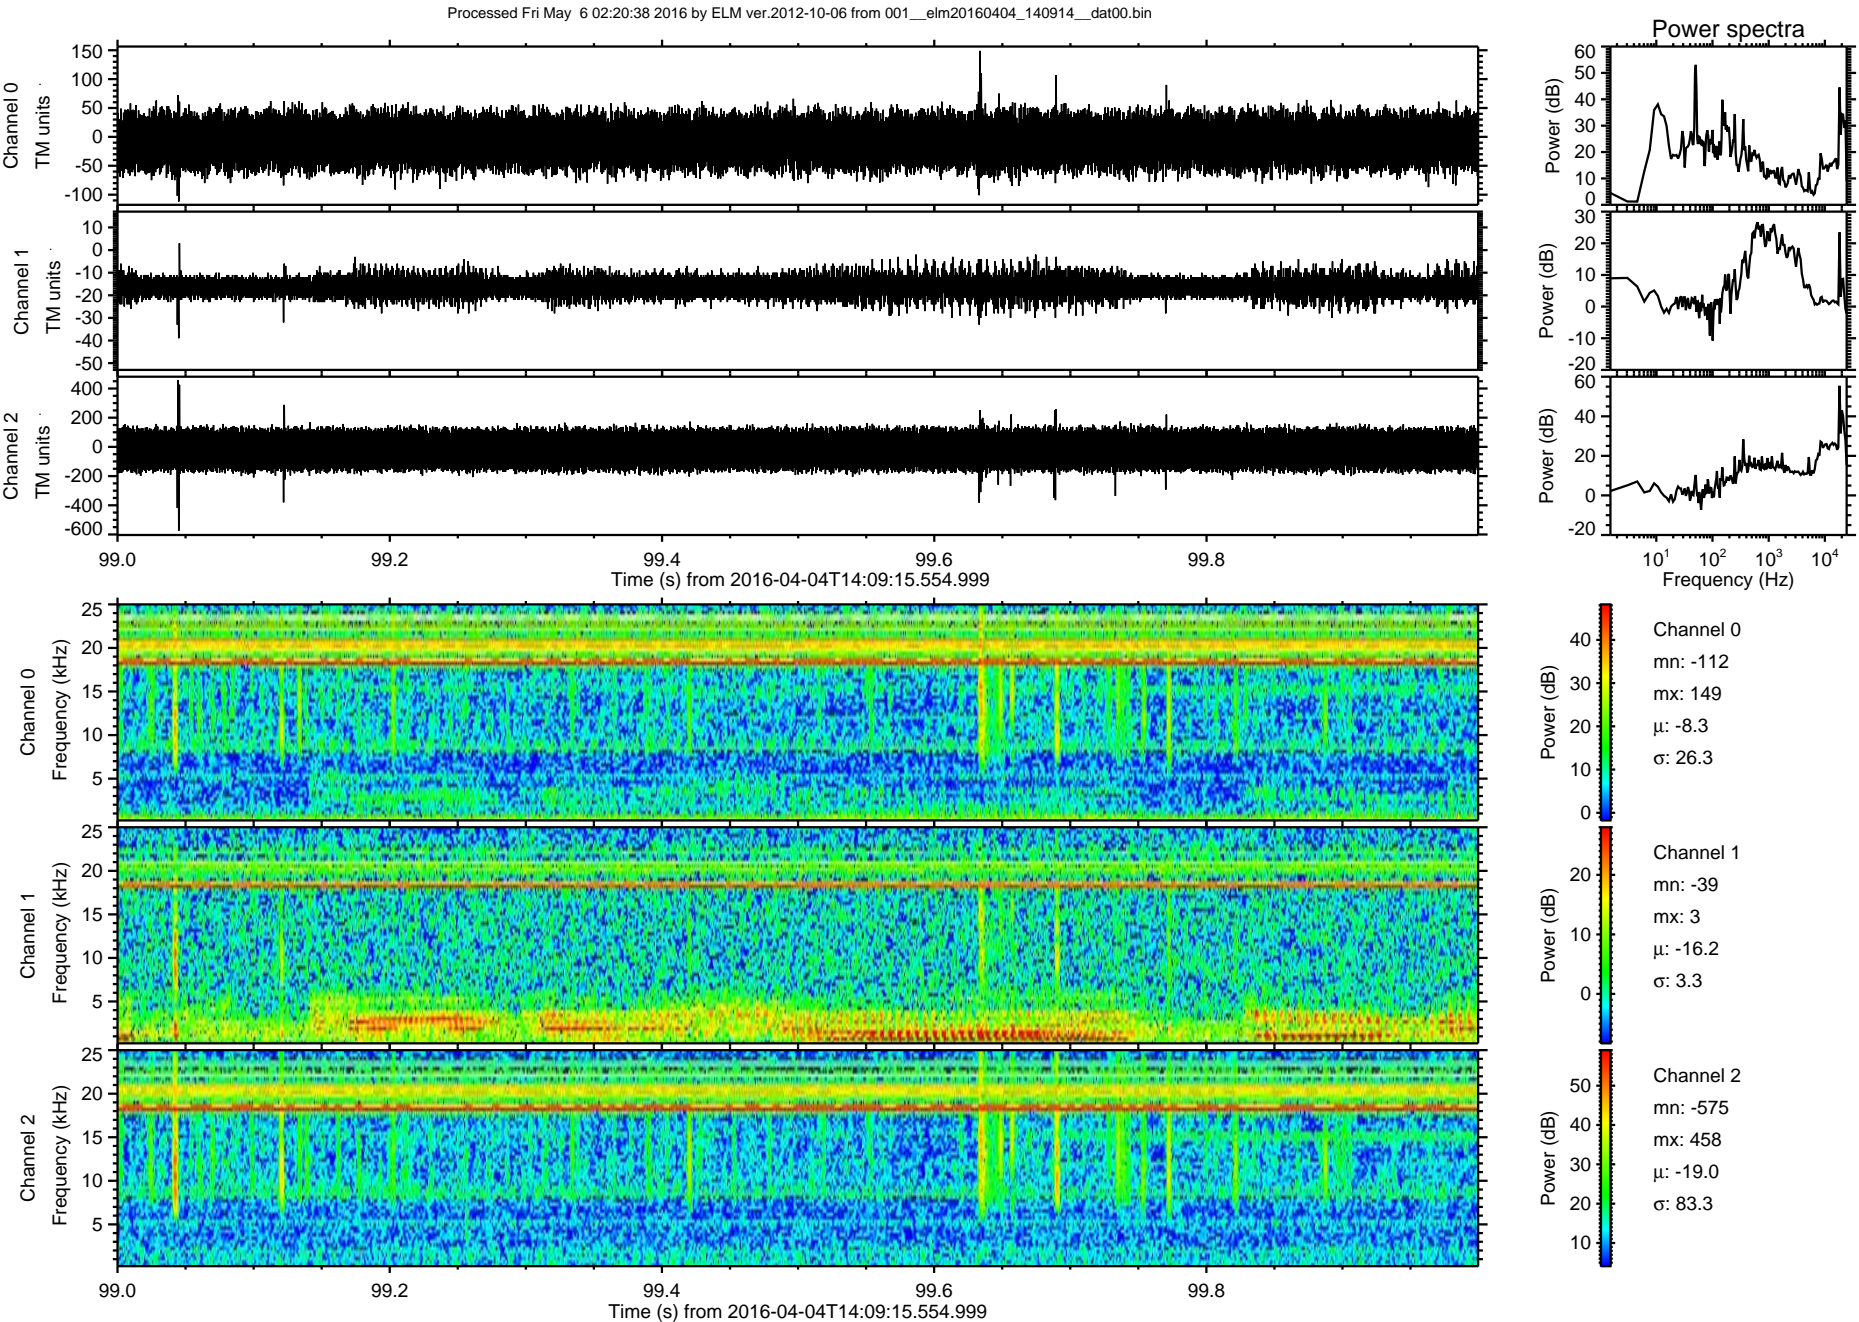 Processed Fri May  6 02:20:38 2016 by ELM ver.2012-10-06 from 001__elm20160404_140914__dat00.bin
Power spectra
Channel 0
TM units
150
100
50
0
-50
-100
Power (dB)
60
50
40
30
20
10
0
Channel 1
TM units
10
0
-10
-20
-30
-40
-50
Power (dB)
30
20
10
0
-10
-20
Channel 2
TM units
400
200
0
-200
-400
-600
Power (dB)
60
40
20
0
-20
99.0 99.2 99.4 99.6 99.8
Time (s) from 2016-04-04T14:09:15.554.999
10^1 10^2 10^3 10^4
Frequency (Hz)
Channel 0
Frequency (kHz)
25
20
15
10
5
Power (dB)
40
30
20
10
0
Channel 0
mn: -112
mx: 149
μ: -8.3
σ: 26.3
Channel 1
Frequency (kHz)
25
20
15
10
5
Power (dB)
20
10
0
Channel 1
mn: -39
mx: 3
μ: -16.2
σ: 3.3
Channel 2
Frequency (kHz)
25
20
15
10
5
Power (dB)
50
40
30
20
10
Channel 2
mn: -575
mx: 458
μ: -19.0
σ: 83.3
99.0 99.2 99.4 99.6 99.8
Time (s) from 2016-04-04T14:09:15.554.999